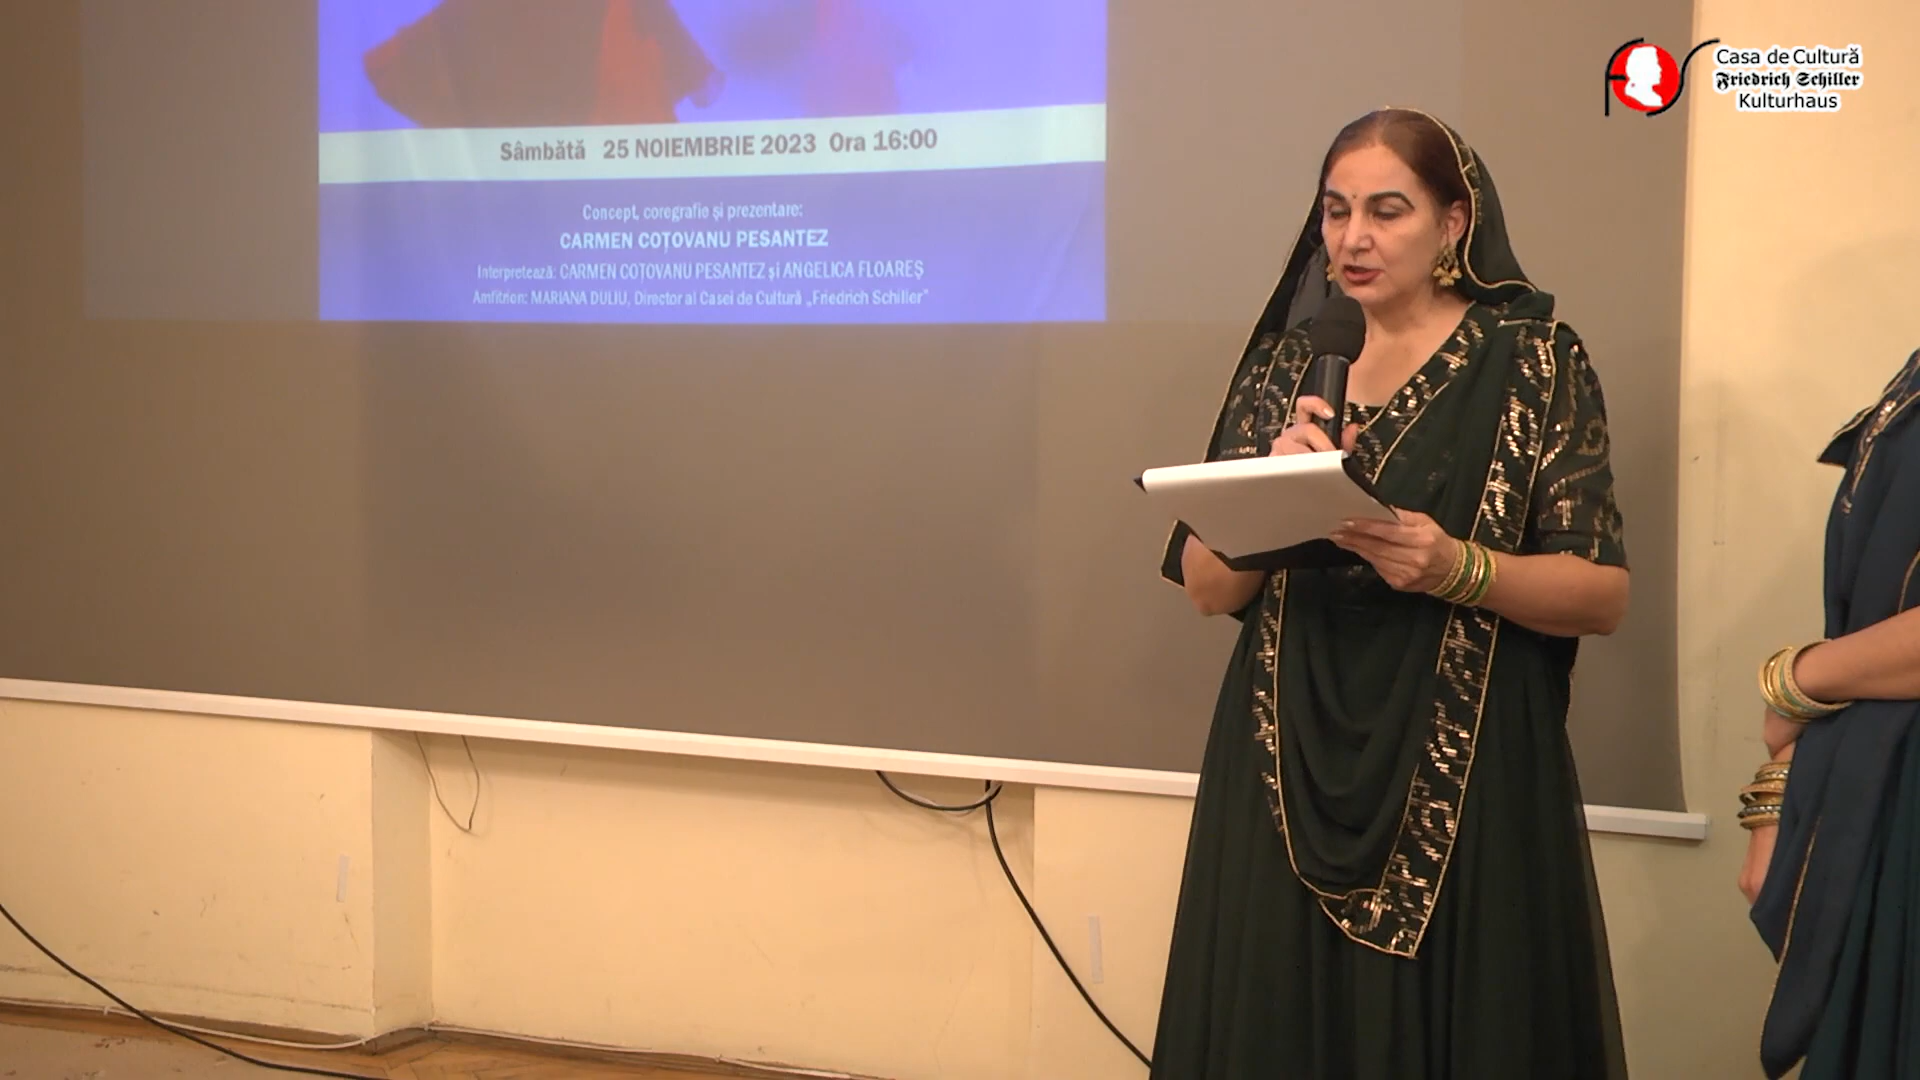 Casa de Cultură
Friedrich Schiller
Kulturhaus
Sâmbătă 25 NOIEMBRIE 2023 Ora 16:00
Concept, coregrafie și prezentare:
CARMEN COȚOVANU PESANTEZ
Interpretează: CARMEN COȚOVANU PESANTEZ și ANGELICA FLOAREȘ
Amfitrion: MARIANA DULIU, Director al Casei de Cultură „Friedrich Schiller”